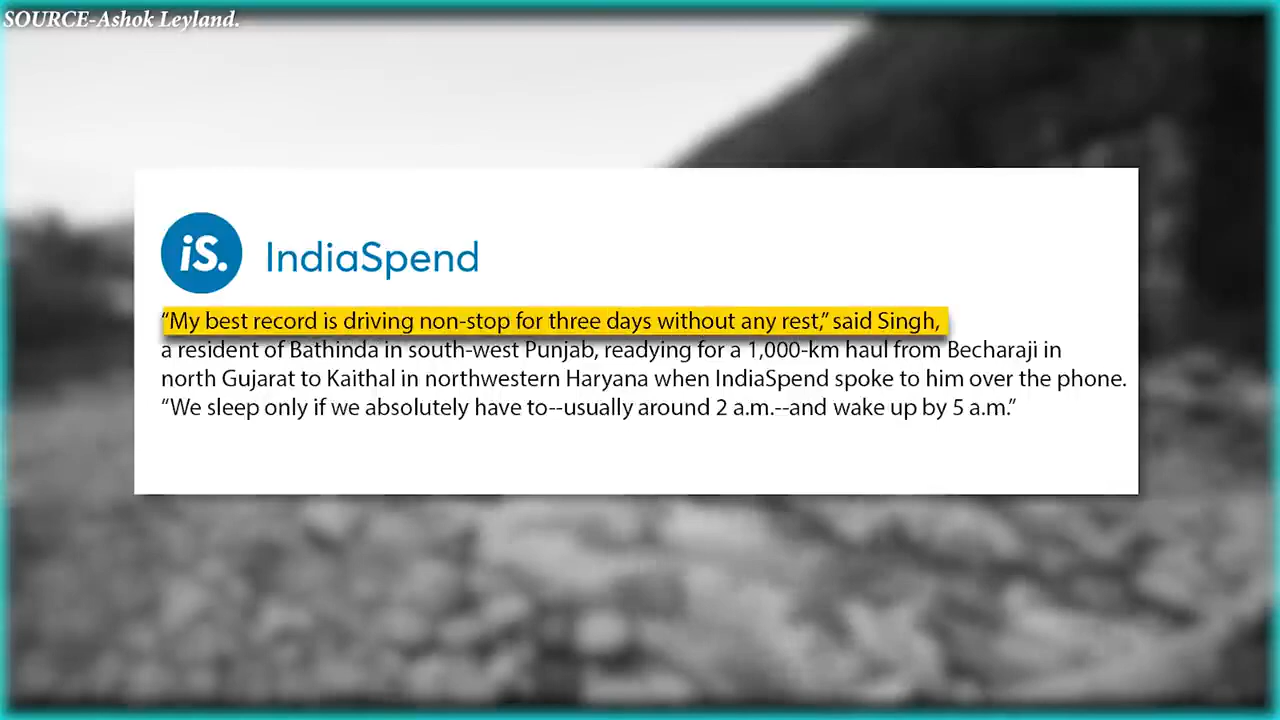 SOURCE-Ashok Leyland.
iS. IndiaSpend
“My best record is driving non-stop for three days without any rest,” said Singh,
a resident of Bathinda in south-west Punjab, readying for a 1,000-km haul from Becharaji in
north Gujarat to Kaithal in northwestern Haryana when IndiaSpend spoke to him over the phone.
“We sleep only if we absolutely have to--usually around 2 a.m.--and wake up by 5 a.m.”